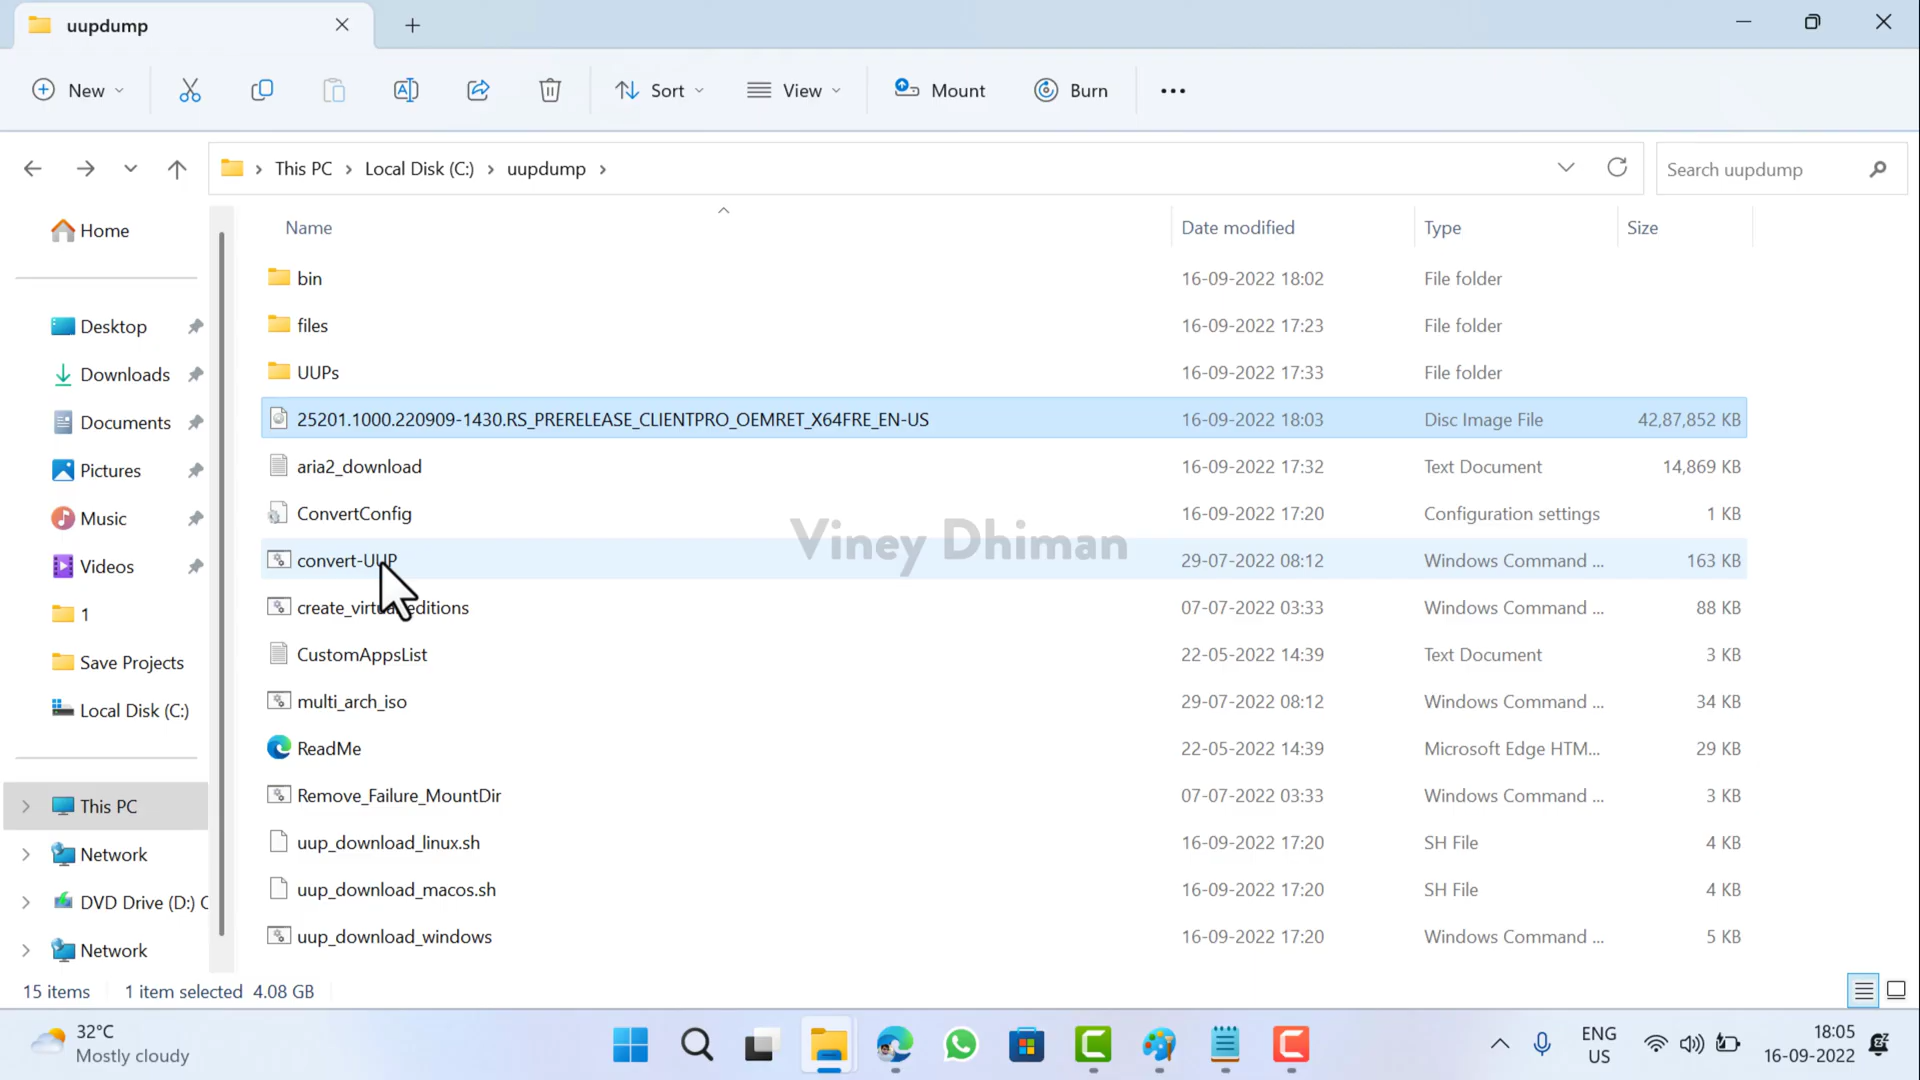 uupdump
New
Sort
View
Mount
Burn
This PC
Local Disk (C:)
uupdump
Search uupdump
Name
Date modified
Type
Size
bin
16-09-2022 18:02
File folder
files
16-09-2022 17:23
File folder
UUPs
16-09-2022 17:33
File folder
25201.1000.220909-1430.RS_PRERELEASE_CLIENTPRO_OEMRET_X64FRE_EN-US
16-09-2022 18:03
Disc Image File
42,87,852 KB
aria2_download
16-09-2022 17:32
Text Document
14,869 KB
ConvertConfig
16-09-2022 17:20
Configuration settings
1 KB
convert-UUP
29-07-2022 08:12
Windows Command ...
163 KB
create_virtual_editions
07-07-2022 03:33
Windows Command ...
88 KB
CustomAppsList
22-05-2022 14:39
Text Document
3 KB
multi_arch_iso
29-07-2022 08:12
Windows Command ...
34 KB
ReadMe
22-05-2022 14:39
Microsoft Edge HTM...
29 KB
Remove_Failure_MountDir
07-07-2022 03:33
Windows Command ...
3 KB
uup_download_linux.sh
16-09-2022 17:20
SH File
4 KB
uup_download_macos.sh
16-09-2022 17:20
SH File
4 KB
uup_download_windows
16-09-2022 17:20
Windows Command ...
5 KB
Viney Dhiman
Home
Desktop
Downloads
Documents
Pictures
Music
Videos
1
Save Projects
Local Disk (C:)
This PC
Network
DVD Drive (D:) C
Network
15 items
1 item selected 4.08 GB
32°C
Mostly cloudy
ENG
US
18:05
16-09-2022